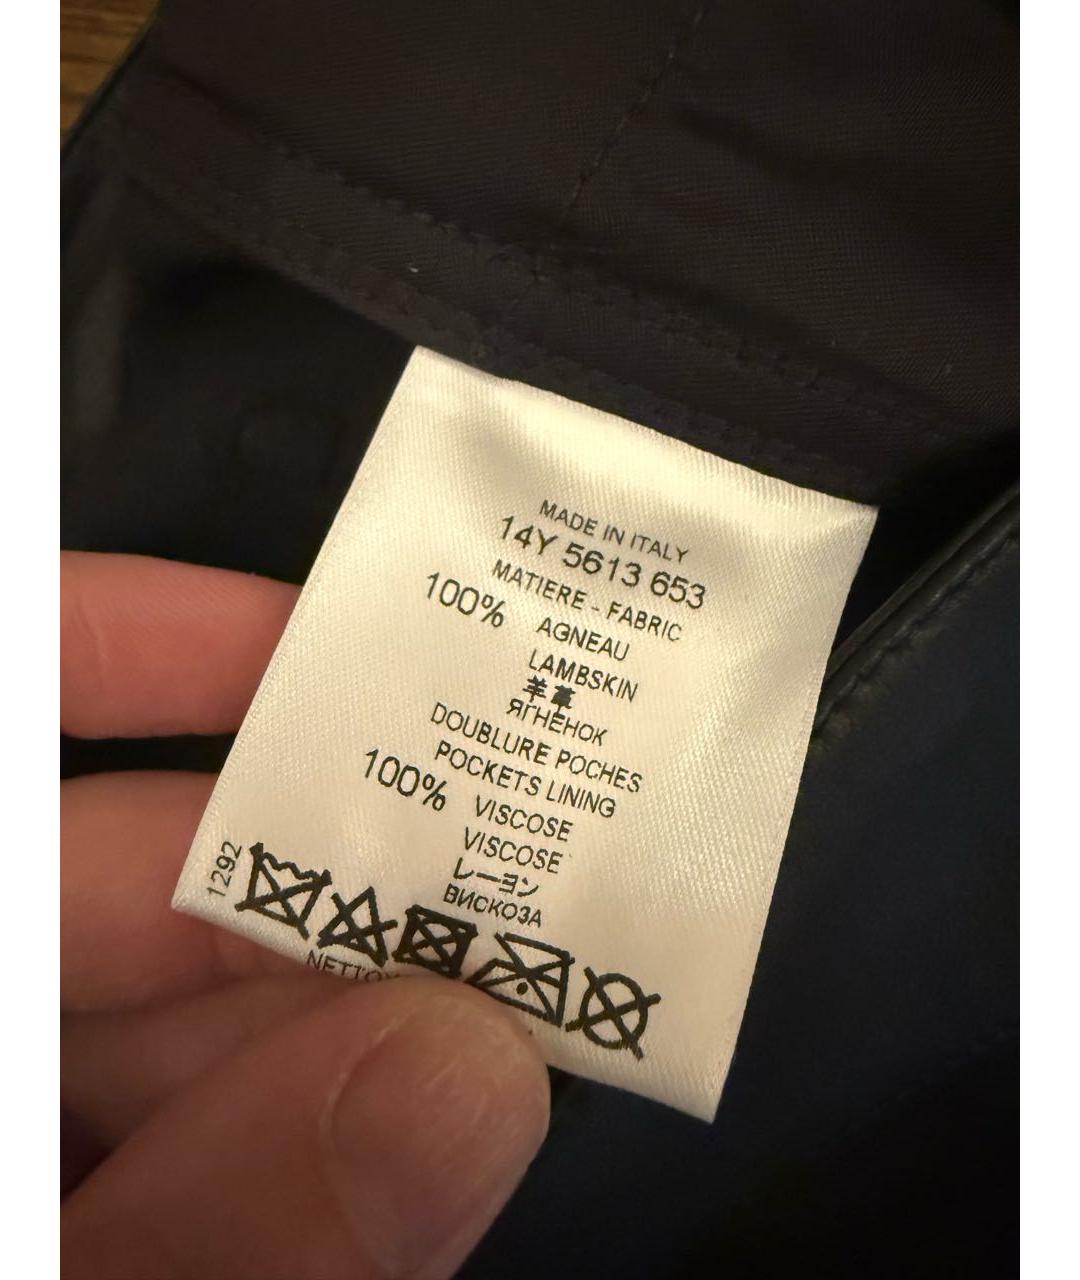 MADE IN ITALY
14Y 5613 653
MATIERE - FABRIC
100% AGNEAU
LAMBSKIN
羊革
ЯГНЕНОК
DOUBLURE POCHES
POCKETS LINING
100% VISCOSE
VISCOSE
レーヨン
ВИСКОЗА
1292